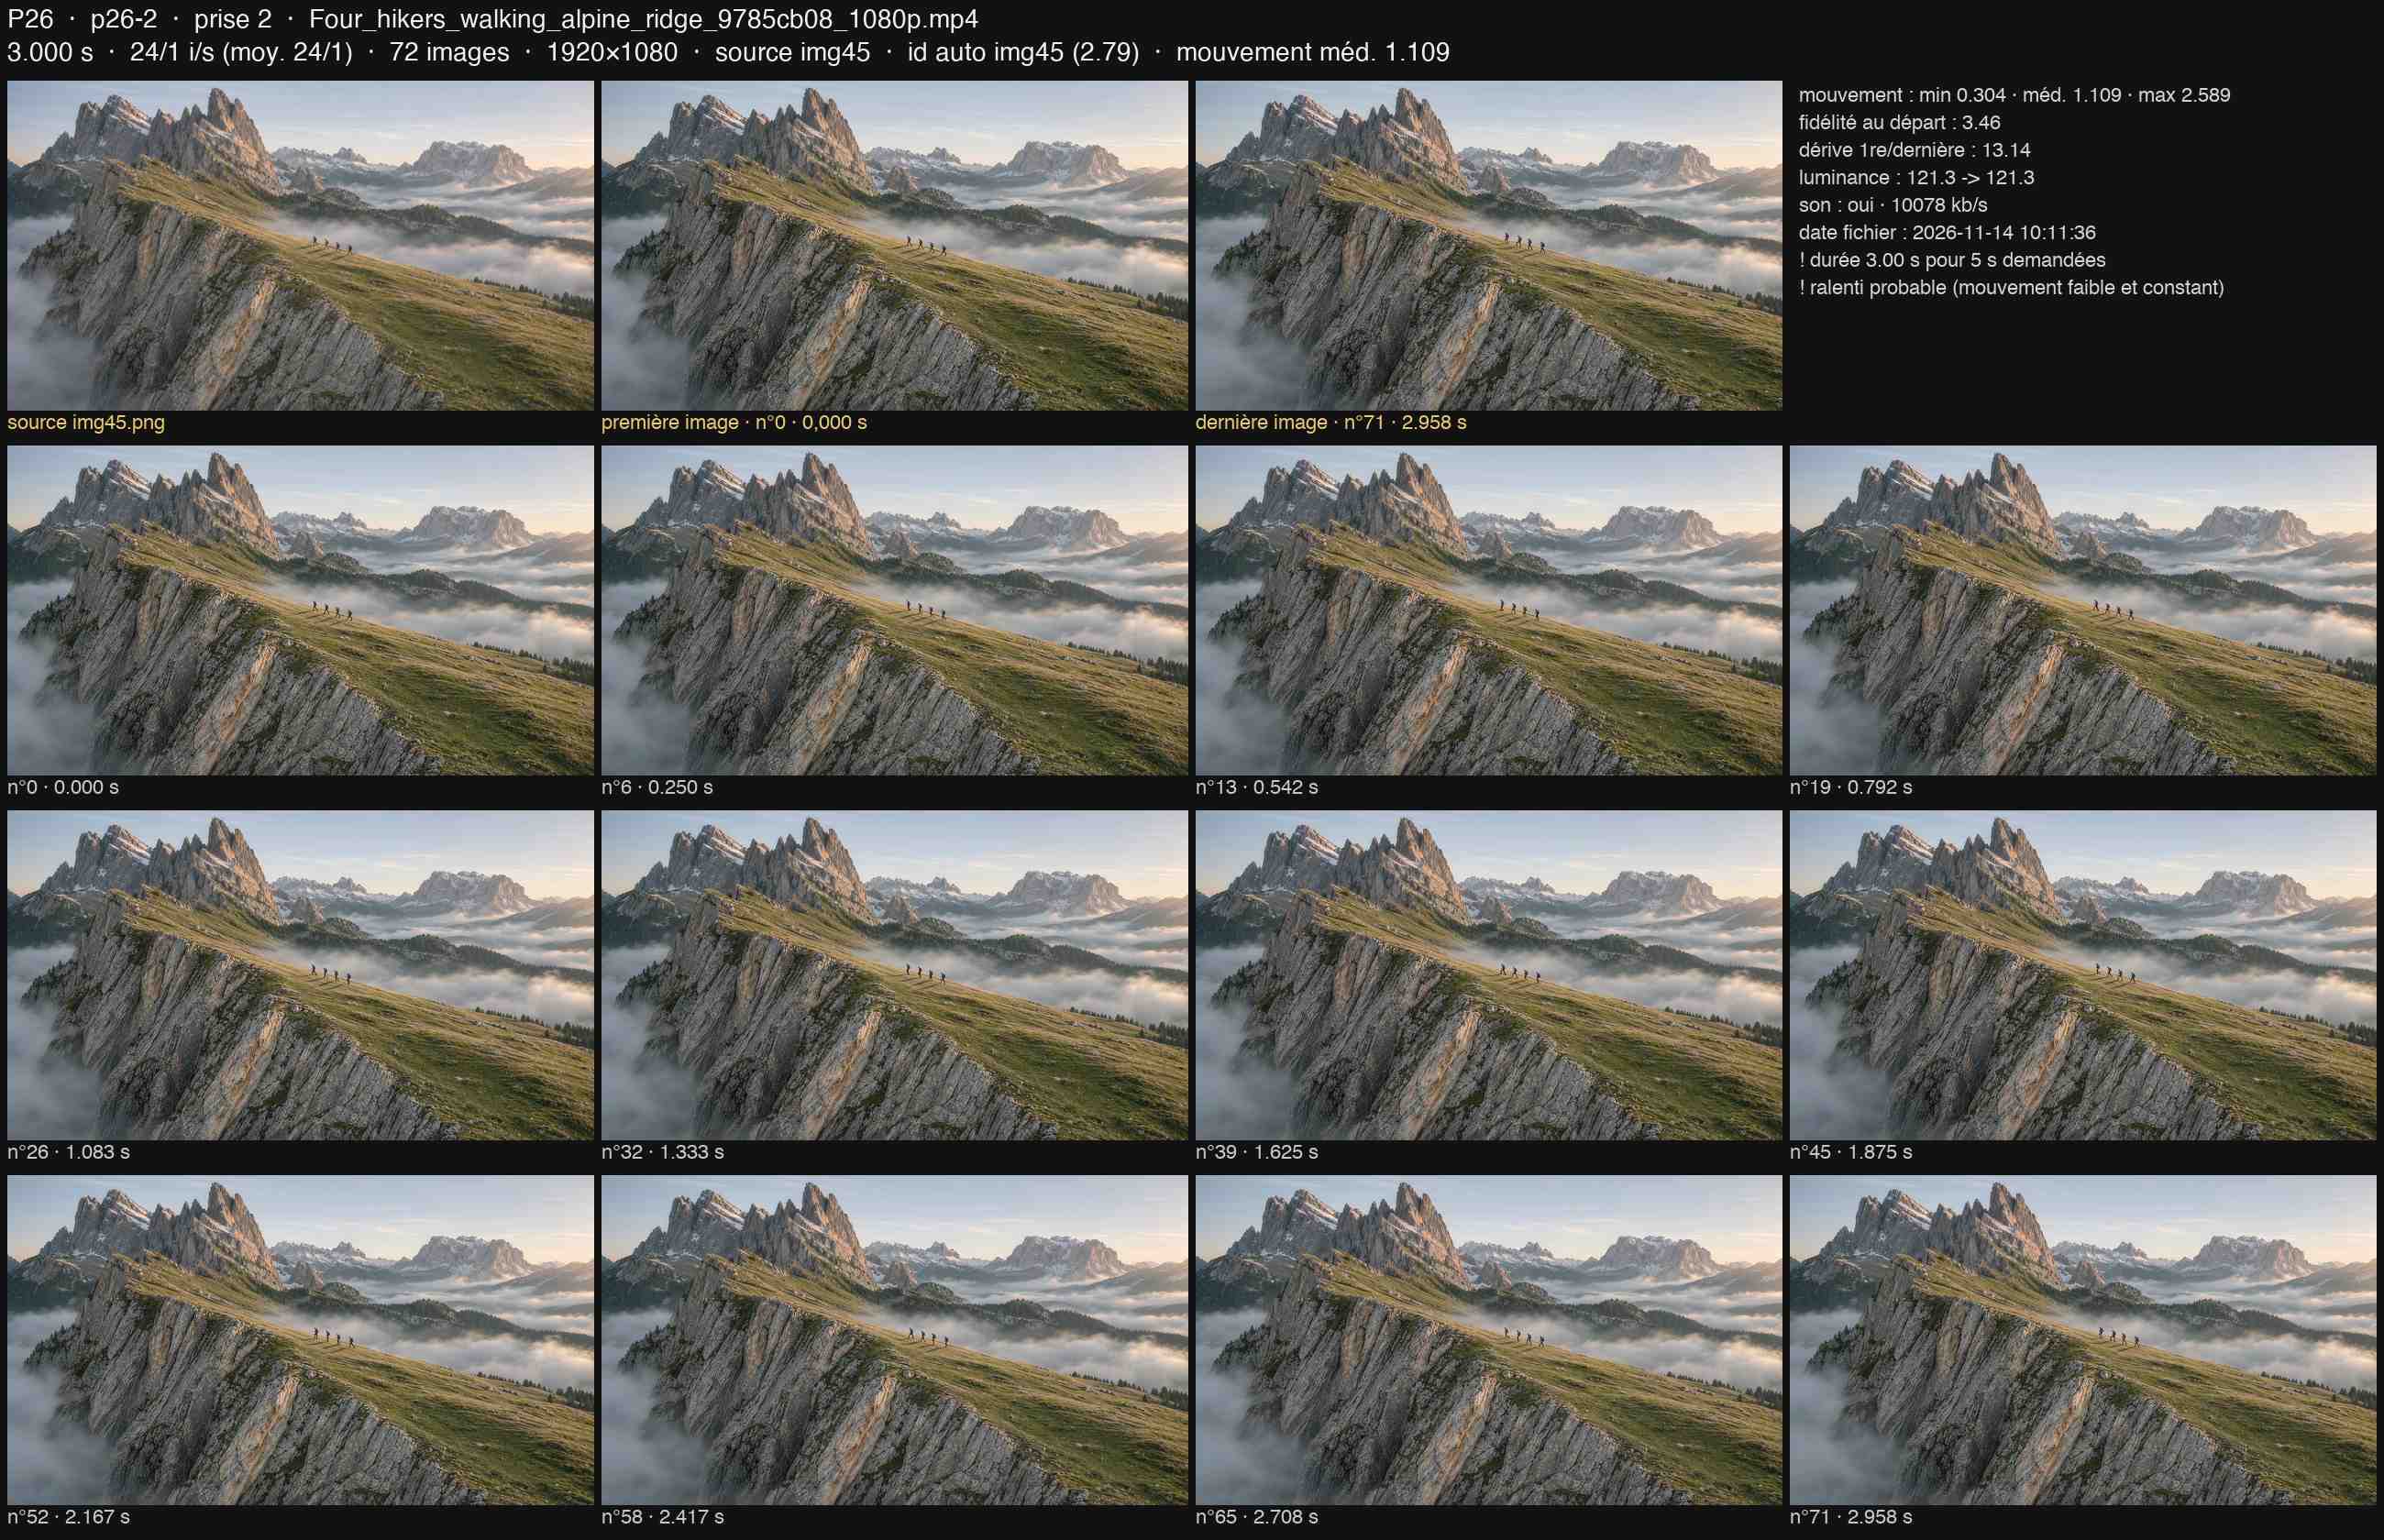 P26 · p26-2 · prise 2 · Four_hikers_walking_alpine_ridge_9785cb08_1080p.mp4
3.000 s · 24/1 i/s (moy. 24/1) · 72 images · 1920×1080 · source img45 · id auto img45 (2.79) · mouvement méd. 1.109
mouvement : min 0.304 · méd. 1.109 · max 2.589
fidélité au départ : 3.46
dérive 1re/dernière : 13.14
luminance : 121.3 -> 121.3
son : oui · 10078 kb/s
date fichier : 2026-11-14 10:11:36
! durée 3.00 s pour 5 s demandées
! ralenti probable (mouvement faible et constant)
source img45.png
première image · n°0 · 0,000 s
dernière image · n°71 · 2.958 s
n°0 · 0.000 s
n°6 · 0.250 s
n°13 · 0.542 s
n°19 · 0.792 s
n°26 · 1.083 s
n°32 · 1.333 s
n°39 · 1.625 s
n°45 · 1.875 s
n°52 · 2.167 s
n°58 · 2.417 s
n°65 · 2.708 s
n°71 · 2.958 s